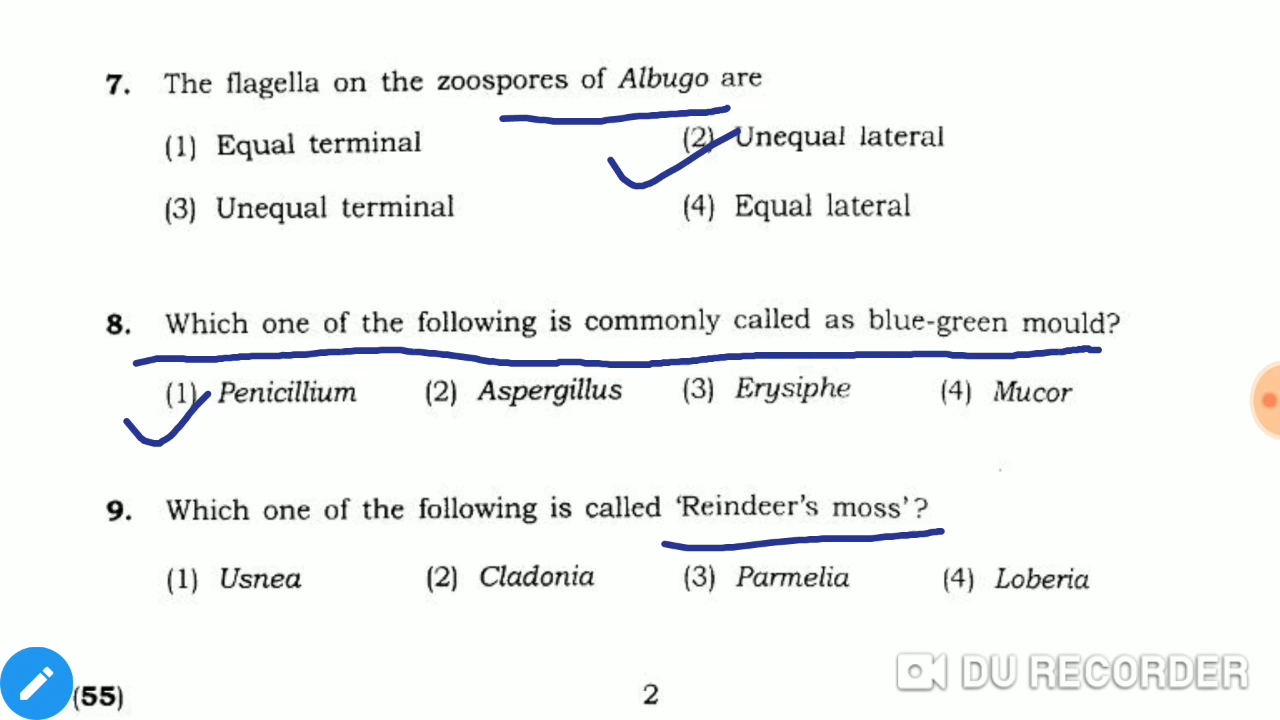 7. The flagella on the zoospores of Albugo are
(1) Equal terminal (2) Unequal lateral
(3) Unequal terminal (4) Equal lateral
8. Which one of the following is commonly called as blue-green mould?
(1) Penicillium (2) Aspergillus (3) Erysiphe (4) Mucor
9. Which one of the following is called ‘Reindeer’s moss’?
(1) Usnea (2) Cladonia (3) Parmelia (4) Loberia
(55) 2
DU RECORDER